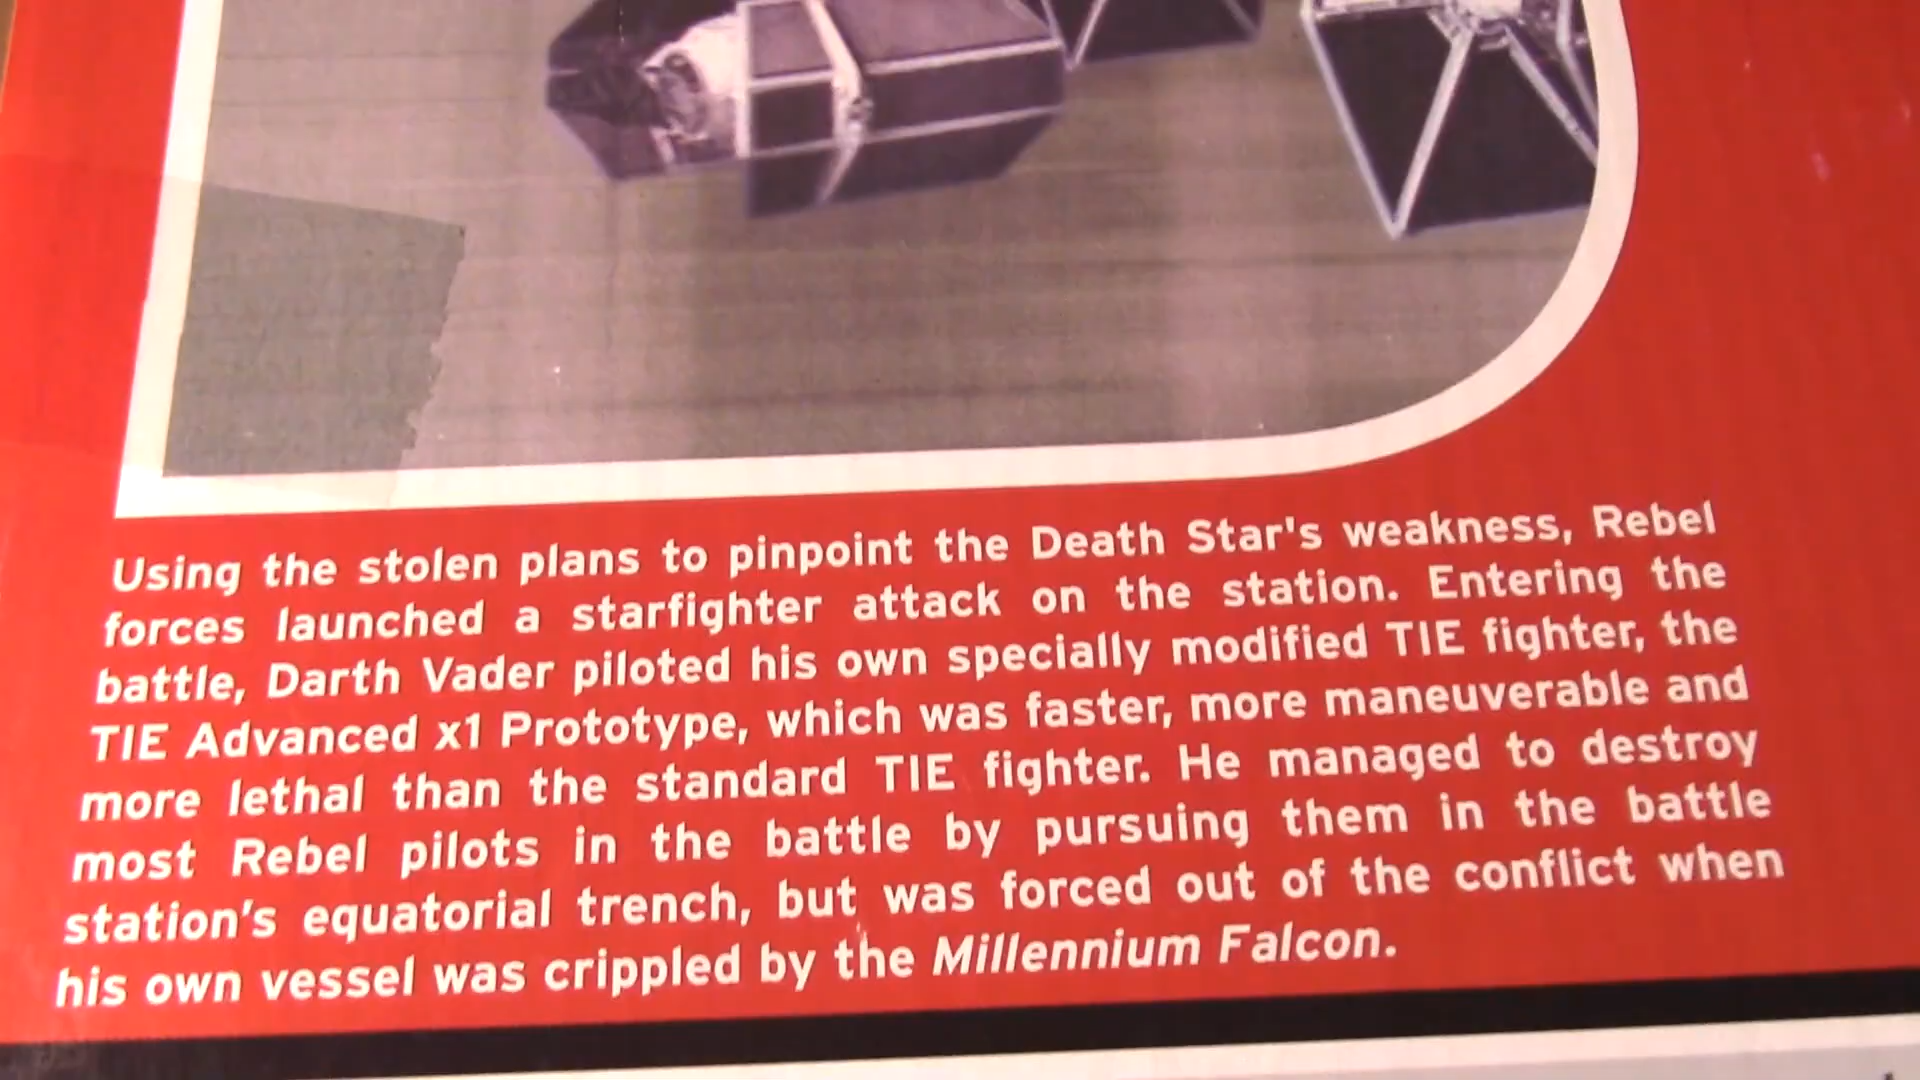 Using the stolen plans to pinpoint the Death Star's weakness, Rebel
forces launched a starfighter attack on the station. Entering the
battle, Darth Vader piloted his own specially modified TIE fighter, the
TIE Advanced x1 Prototype, which was faster, more maneuverable and
more lethal than the standard TIE fighter. He managed to destroy
most Rebel pilots in the battle by pursuing them in the battle
station's equatorial trench, but was forced out of the conflict when
his own vessel was crippled by the Millennium Falcon.